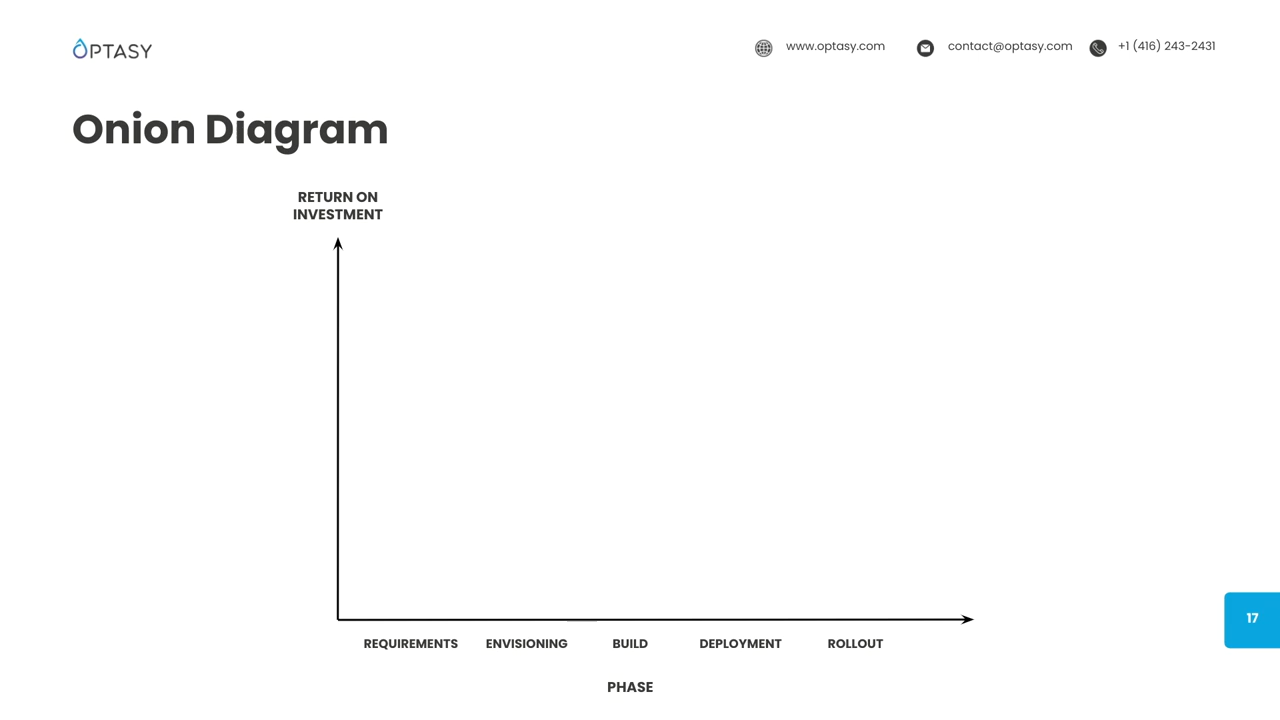 OPTASY
www.optasy.com
contact@optasy.com
+1 (416) 243-2431
Onion Diagram
RETURN ON
INVESTMENT
REQUIREMENTS
ENVISIONING
BUILD
DEPLOYMENT
ROLLOUT
PHASE
17